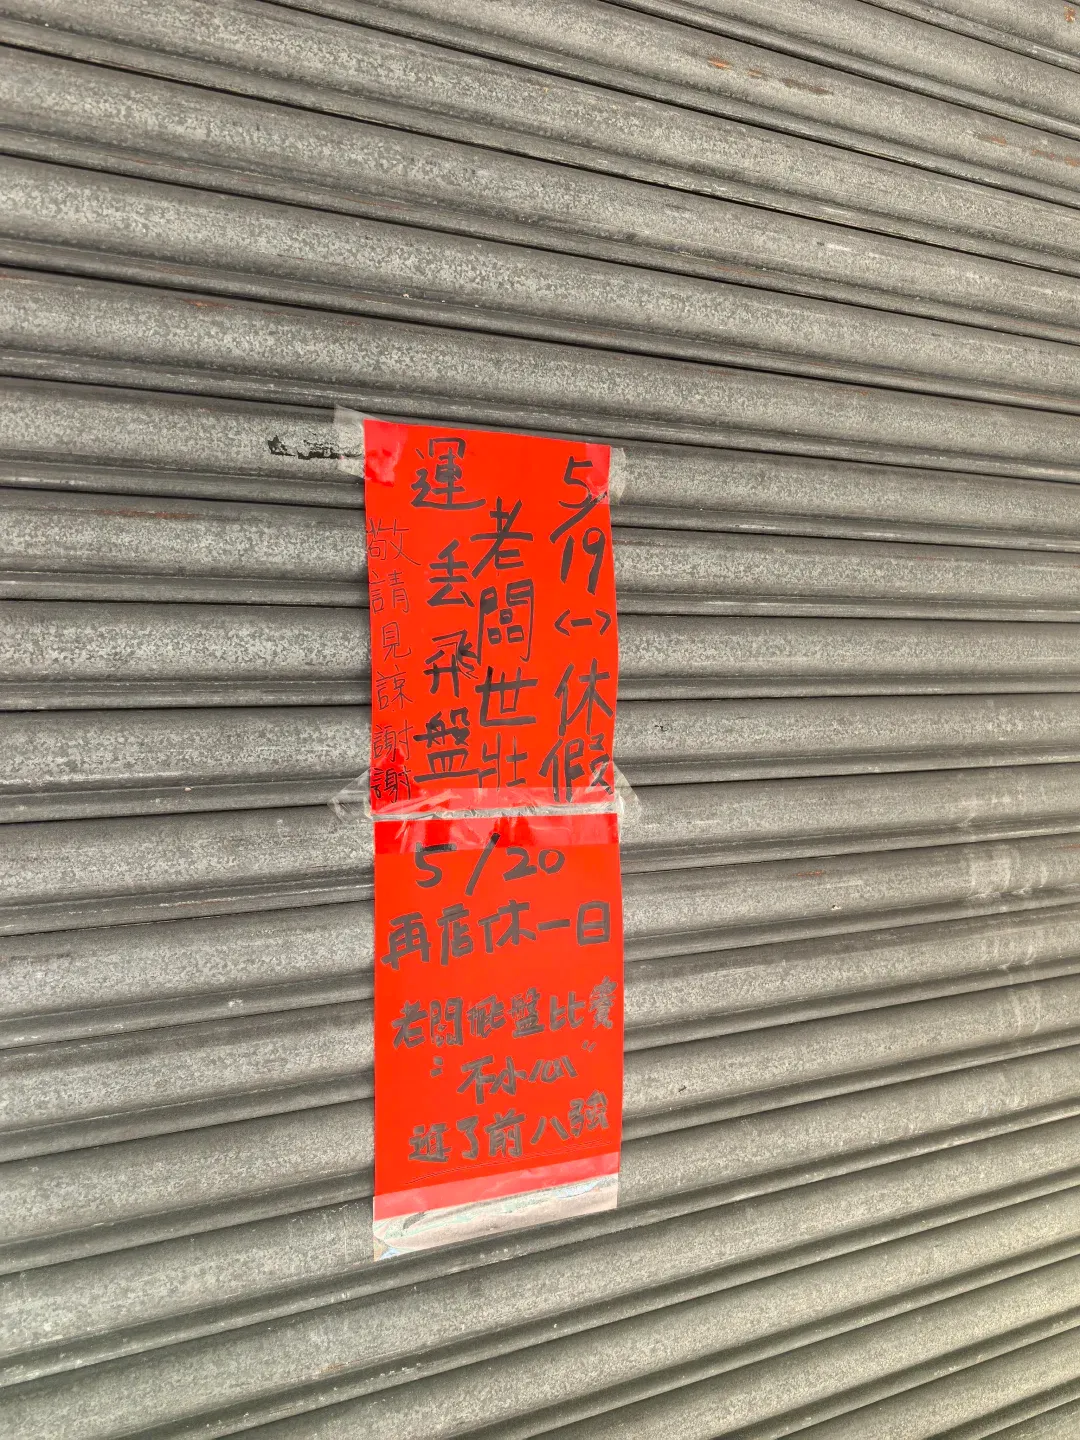 5/19<一>休假
老闆世壯
運丟飛盤
敬請見諒謝謝
5/20
再店休一日
老闆飛盤比賽
"不小心"
進了前八強